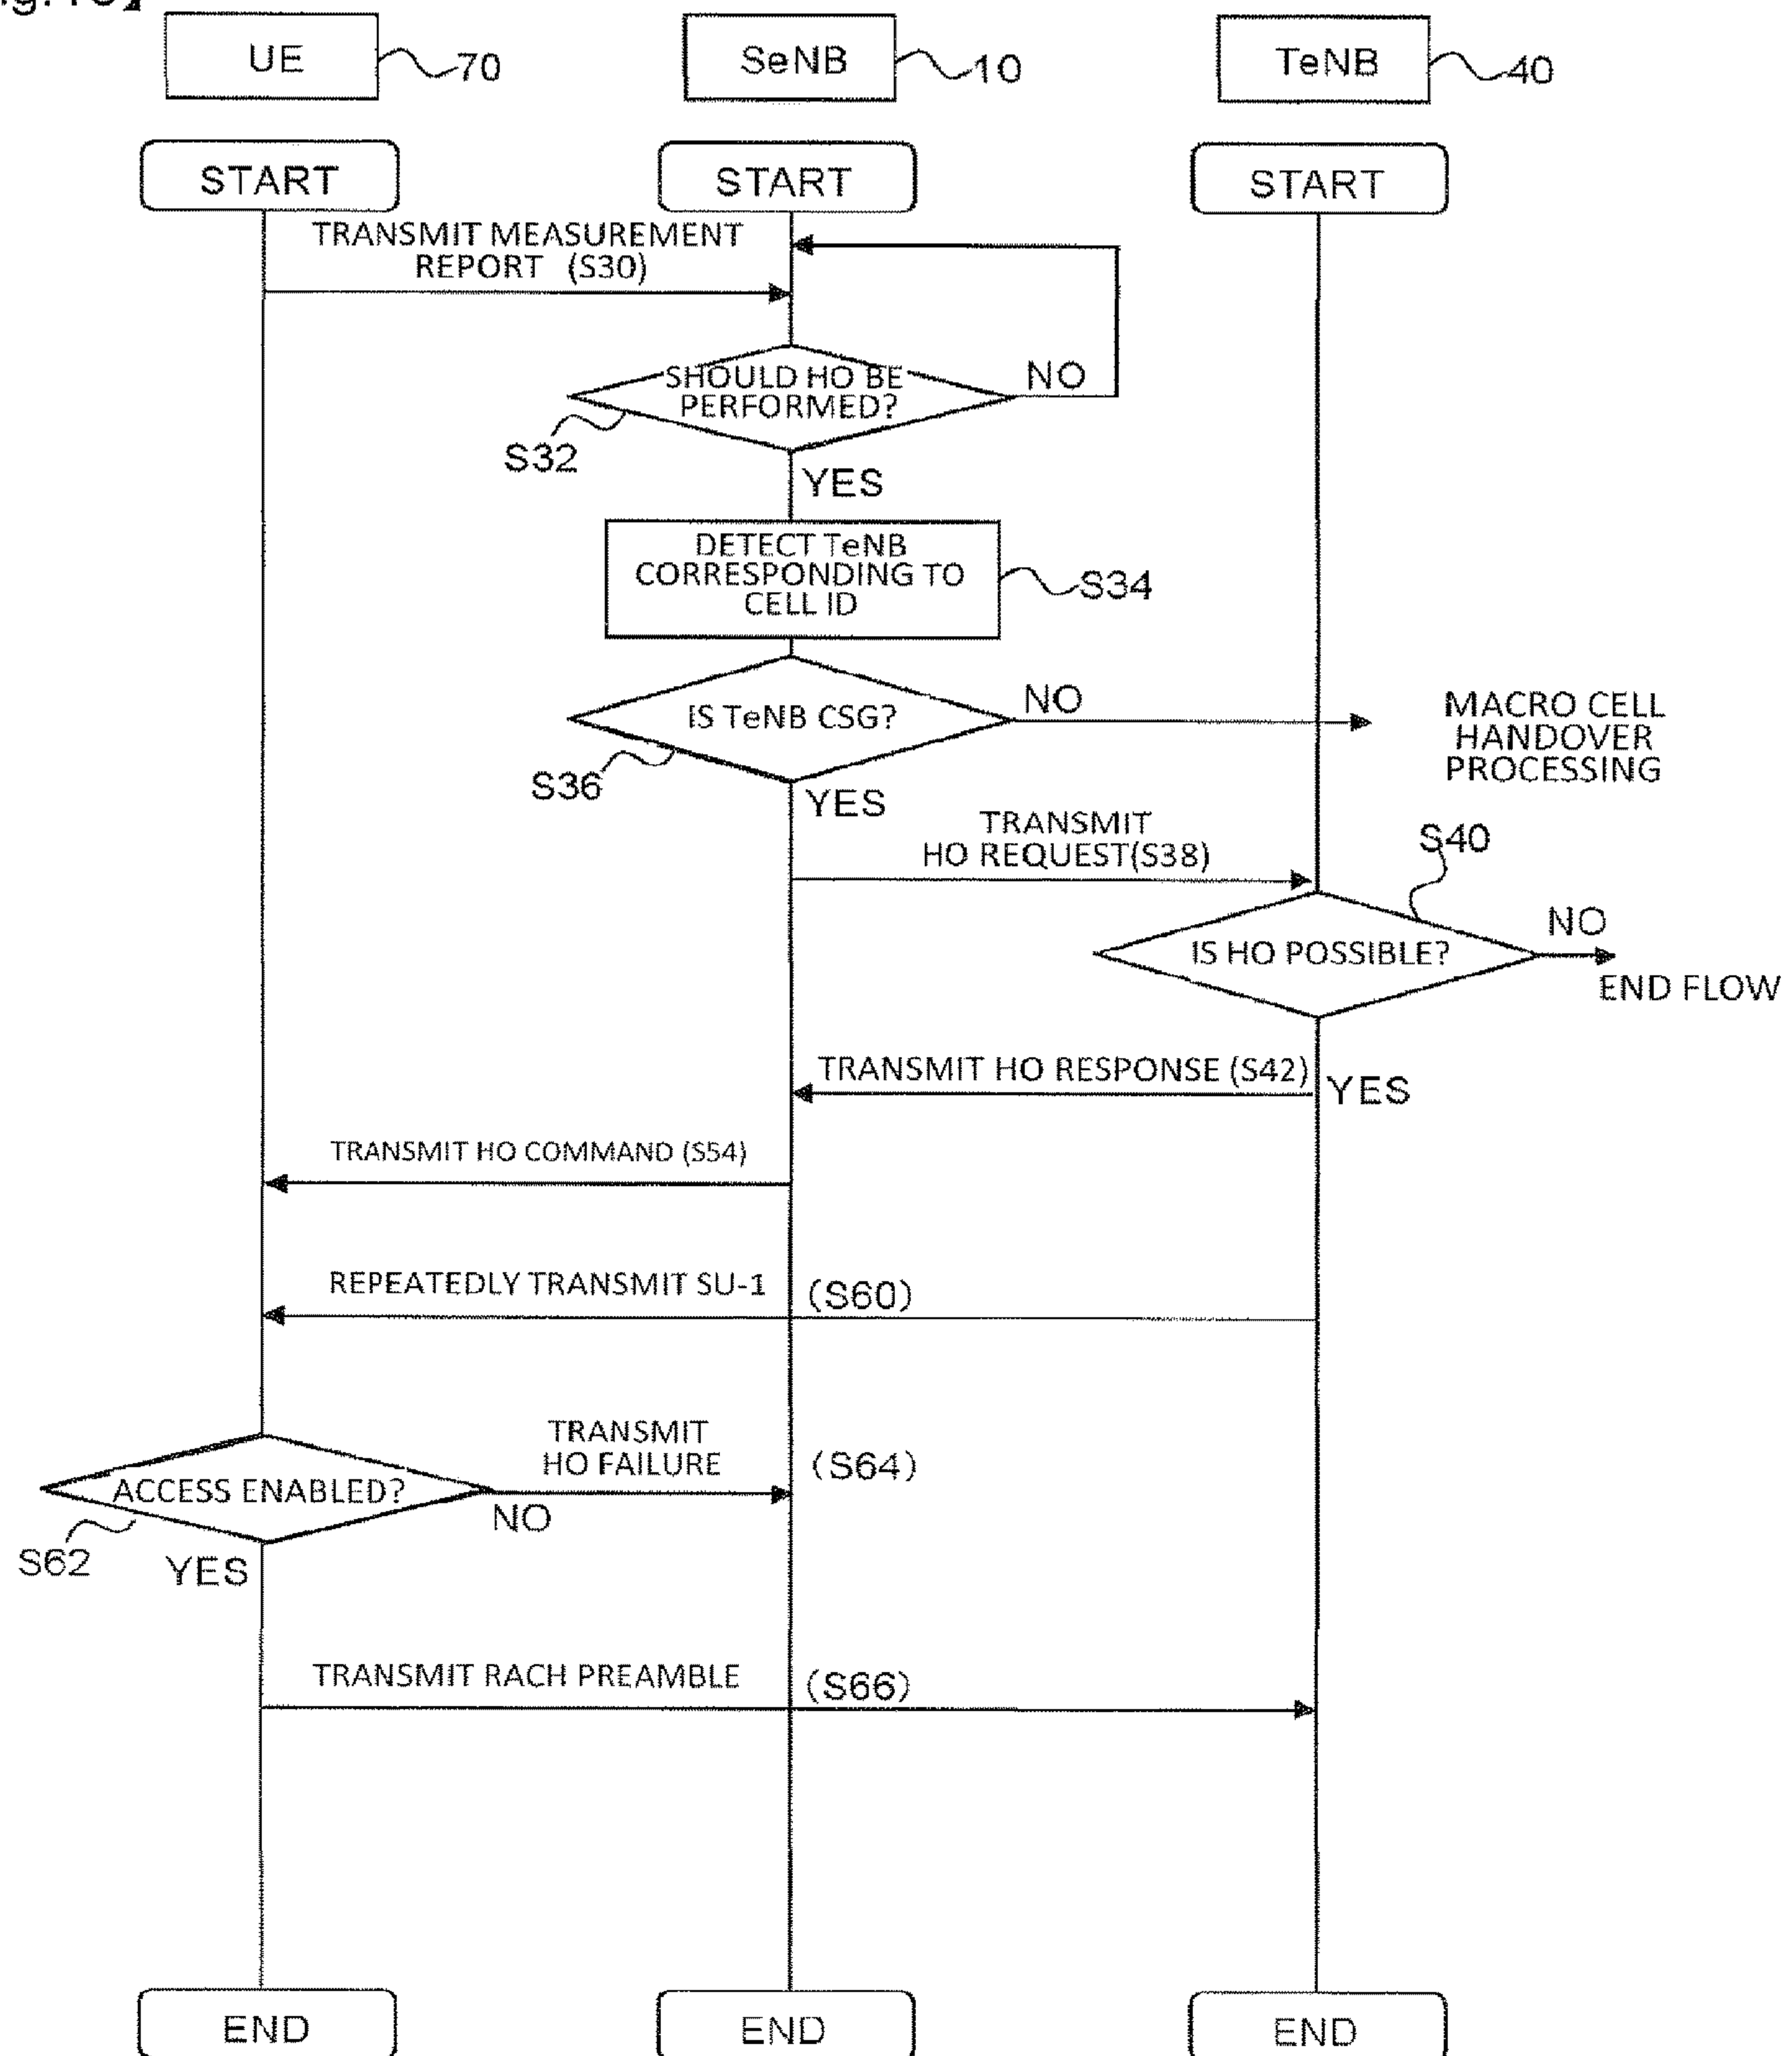 UE
70
SeNB
10
TeNB
40
START
START
START
TRANSMIT MEASUREMENT
REPORT (S30)
SHOULD HO BE
PERFORMED?
NO
S32
YES
DETECT TeNB
CORRESPONDING TO
CELL ID
S34
IS TeNB CSG?
NO
MACRO CELL
HANDOVER
PROCESSING
S36
YES
TRANSMIT
HO REQUEST(S38)
S40
IS HO POSSIBLE?
NO
END FLOW
TRANSMIT HO RESPONSE (S42)
YES
TRANSMIT HO COMMAND (S54)
REPEATEDLY TRANSMIT SU-1 (S60)
TRANSMIT
HO FAILURE
(S64)
ACCESS ENABLED?
NO
S62
YES
TRANSMIT RACH PREAMBLE (S66)
END
END
END